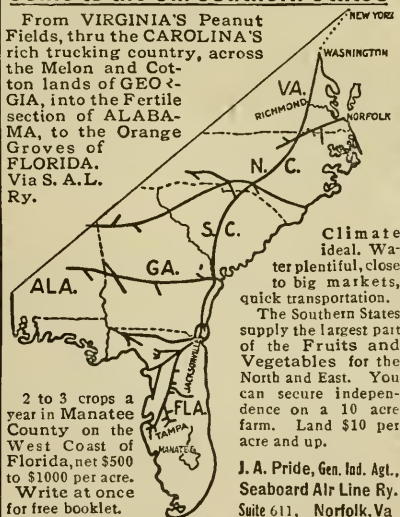 From VIRGINIA'S Peanut
Fields, thru the CAROLINA'S
rich trucking country, across
the Melon and Cot-
ton lands of GEOR-
GIA, into the Fertile
section of ALABA-
MA, to the Orange
Groves of
FLORIDA.
Via S. A. L.
Ry.
NEW YORK
WASHINGTON
VA.
RICHMOND
NORFOLK
N. C.
S. C.
GA.
ALA.
JACKSONVILLE
FLA.
TAMPA
MANATEE
Climate
ideal. Wa-
ter plentiful, close
to big markets,
quick transportation.
The Southern States
supply the largest part
of the Fruits and
Vegetables for the
North and East. You
can secure indepen-
dence on a 10 acre
farm. Land $10 per
acre and up.
2 to 3 crops a
year in Manatee
County on the
West Coast of
Florida, net $500
to $1000 per acre.
Write at once
for free booklet.
J. A. Pride, Gen. Ind. Agt.,
Seaboard Air Line Ry.
Suite 611, Norfolk, Va